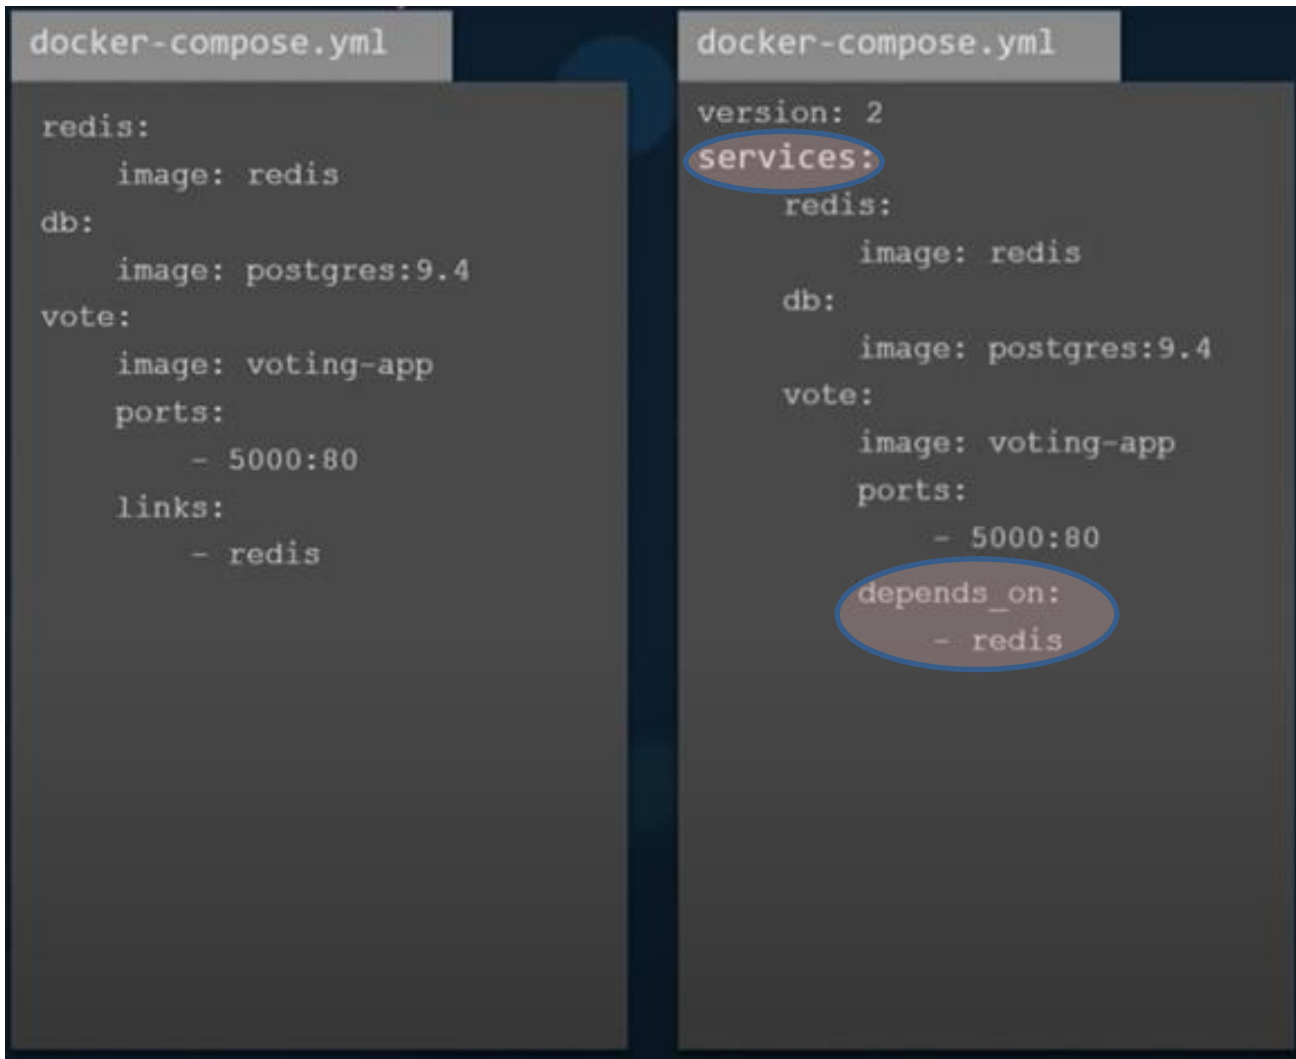 docker-compose.yml
redis:
    image: redis
db:
    image: postgres:9.4
vote:
    image: voting-app
    ports:
        - 5000:80
    links:
        - redis
docker-compose.yml
version: 2
services:
    redis:
        image: redis
    db:
        image: postgres:9.4
    vote:
        image: voting-app
        ports:
            - 5000:80
        depends_on:
            - redis